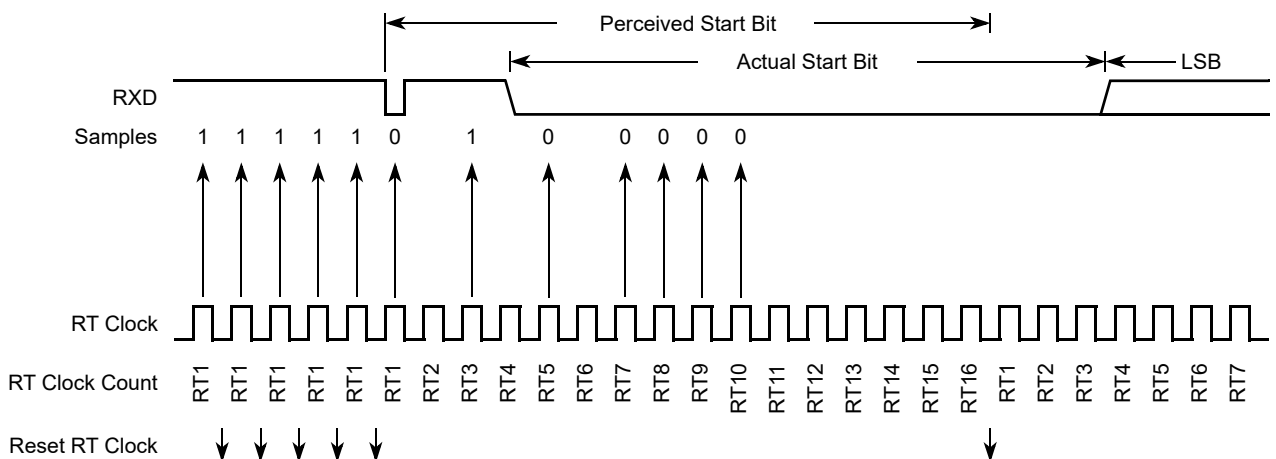 Perceived Start Bit
Actual Start Bit LSB
RXD
Samples 1 1 1 1 1 0 1 0 0 0 0 0
RT Clock
RT Clock Count RT1 RT1 RT1 RT1 RT1 RT1 RT2 RT3 RT4 RT5 RT6 RT7 RT8 RT9 RT10 RT11 RT12 RT13 RT14 RT15 RT16 RT1 RT2 RT3 RT4 RT5 RT6 RT7
Reset RT Clock